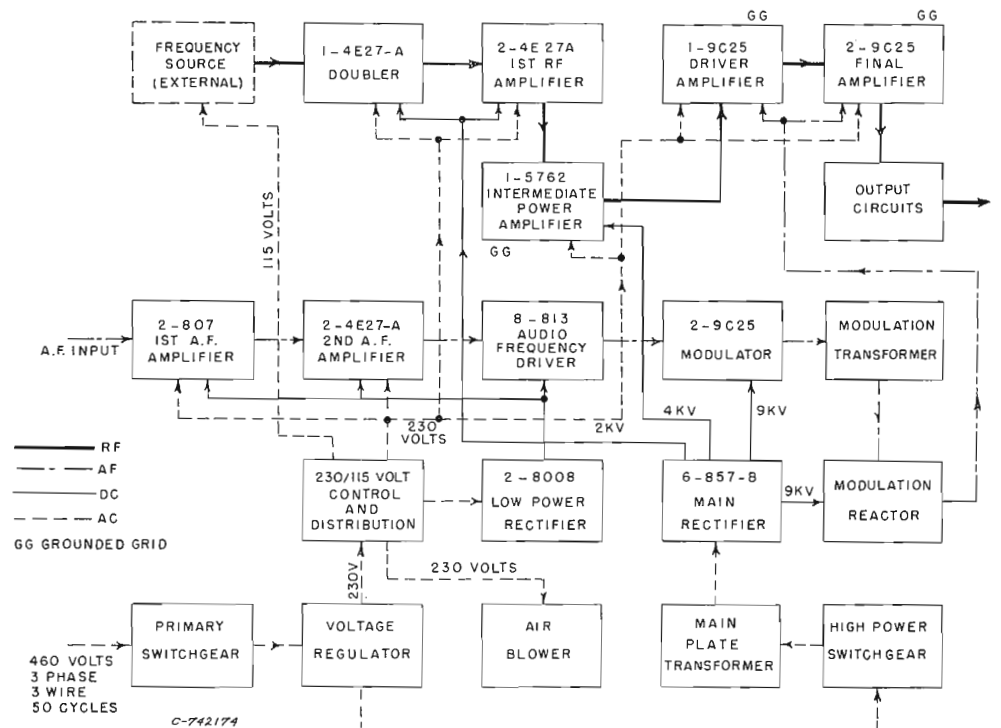 GG
GG
FREQUENCY
SOURCE
(EXTERNAL)
1-4E27-A
DOUBLER
2-4E27A
1ST RF
AMPLIFIER
1-9C25
DRIVER
AMPLIFIER
2-9C25
FINAL
AMPLIFIER
1-5762
INTERMEDIATE
POWER
AMPLIFIER
GG
OUTPUT
CIRCUITS
115 VOLTS
A.F. INPUT
2-807
1ST A.F.
AMPLIFIER
2-4E27-A
2ND A.F.
AMPLIFIER
8-813
AUDIO
FREQUENCY
DRIVER
2-9C25
MODULATOR
MODULATION
TRANSFORMER
230
VOLTS
2KV
4KV
9KV
RF
AF
DC
AC
GG GROUNDED GRID
230/115 VOLT
CONTROL
AND
DISTRIBUTION
2-8008
LOW POWER
RECTIFIER
6-857-B
MAIN
RECTIFIER
9KV
MODULATION
REACTOR
230V
230 VOLTS
460 VOLTS
3 PHASE
3 WIRE
50 CYCLES
PRIMARY
SWITCHGEAR
VOLTAGE
REGULATOR
AIR
BLOWER
MAIN
PLATE
TRANSFORMER
HIGH POWER
SWITCHGEAR
C-742174